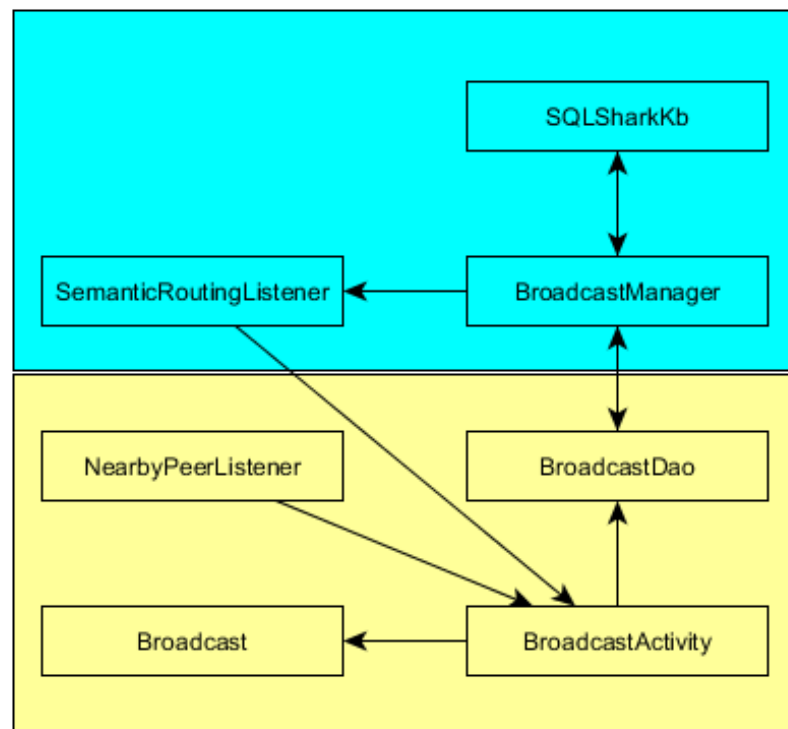 SQLSharkKb
SemanticRoutingListener
BroadcastManager
NearbyPeerListener
BroadcastDao
Broadcast
BroadcastActivity